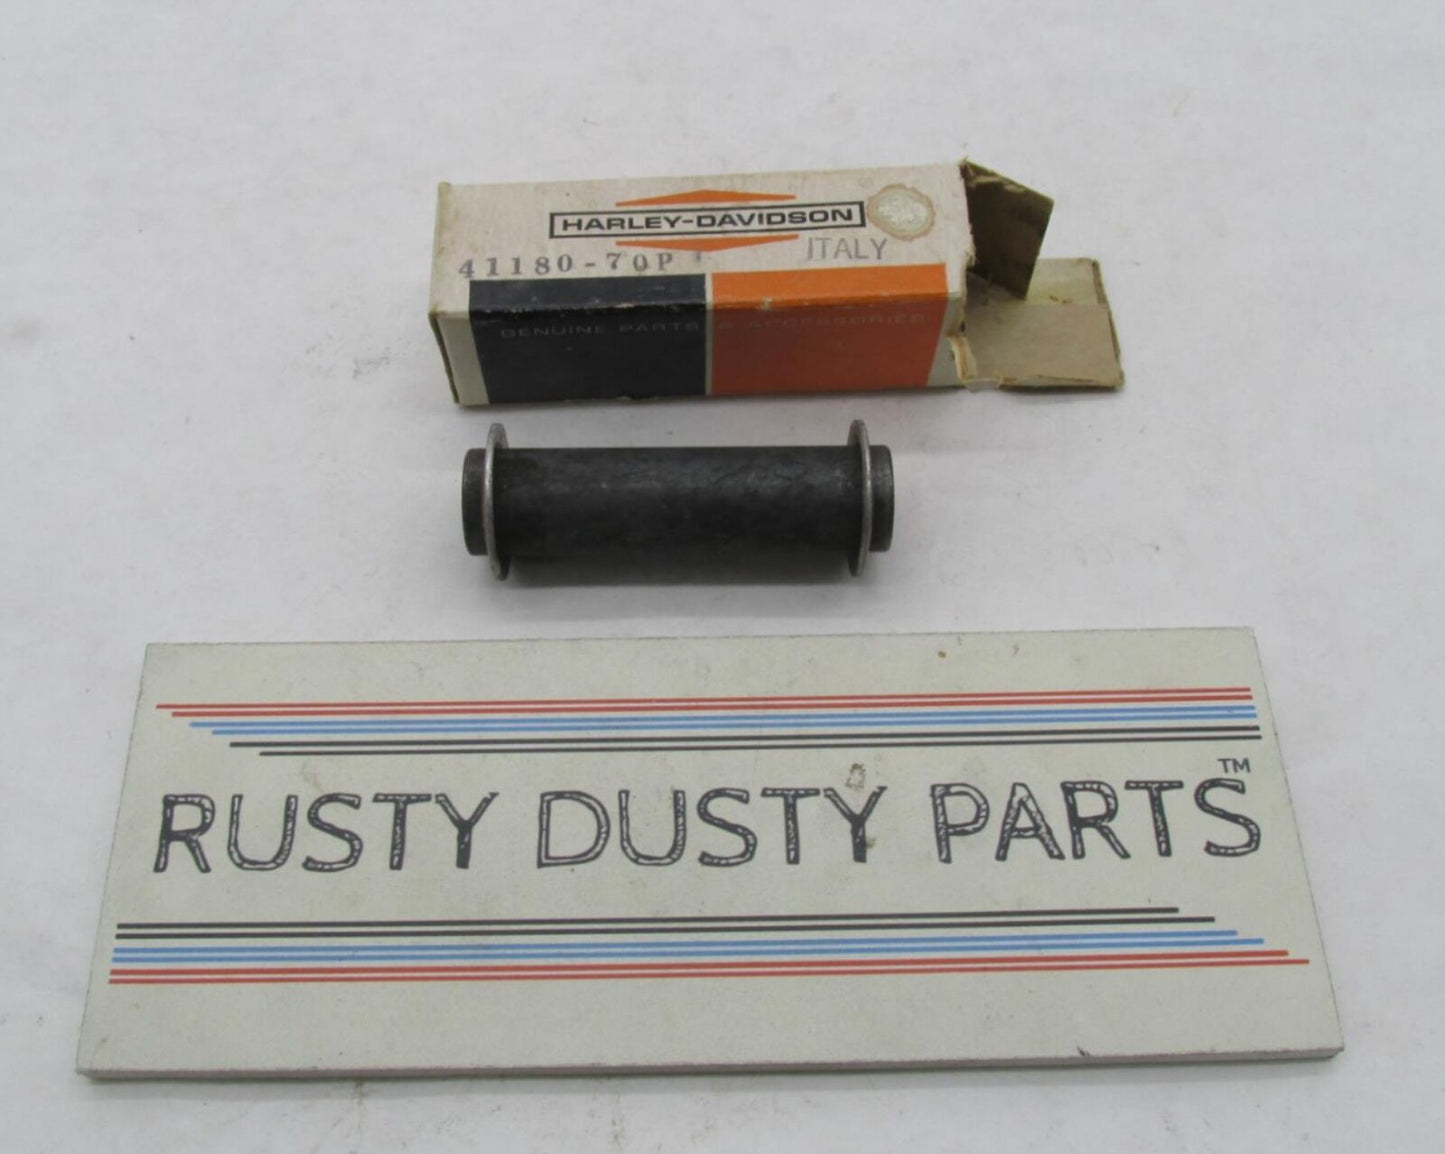 HARLEY-DAVIDSON
ITALY
41180-70P
GENUINE PARTS & ACCESSORIES
RUSTY DUSTY PARTS™